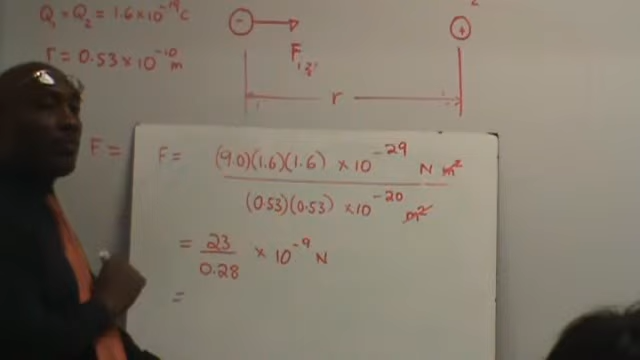 Q₁ = Q₂ = 1.6×10⁻¹⁹ C
r = 0.53×10⁻¹⁰ m
−
+
2
F₁₂
r
F =
F = (9.0)(1.6)(1.6) ×10⁻²⁹ N m²
(0.53)(0.53) ×10⁻²⁰ m²
= 23
0.28 × 10⁻⁹ N
=